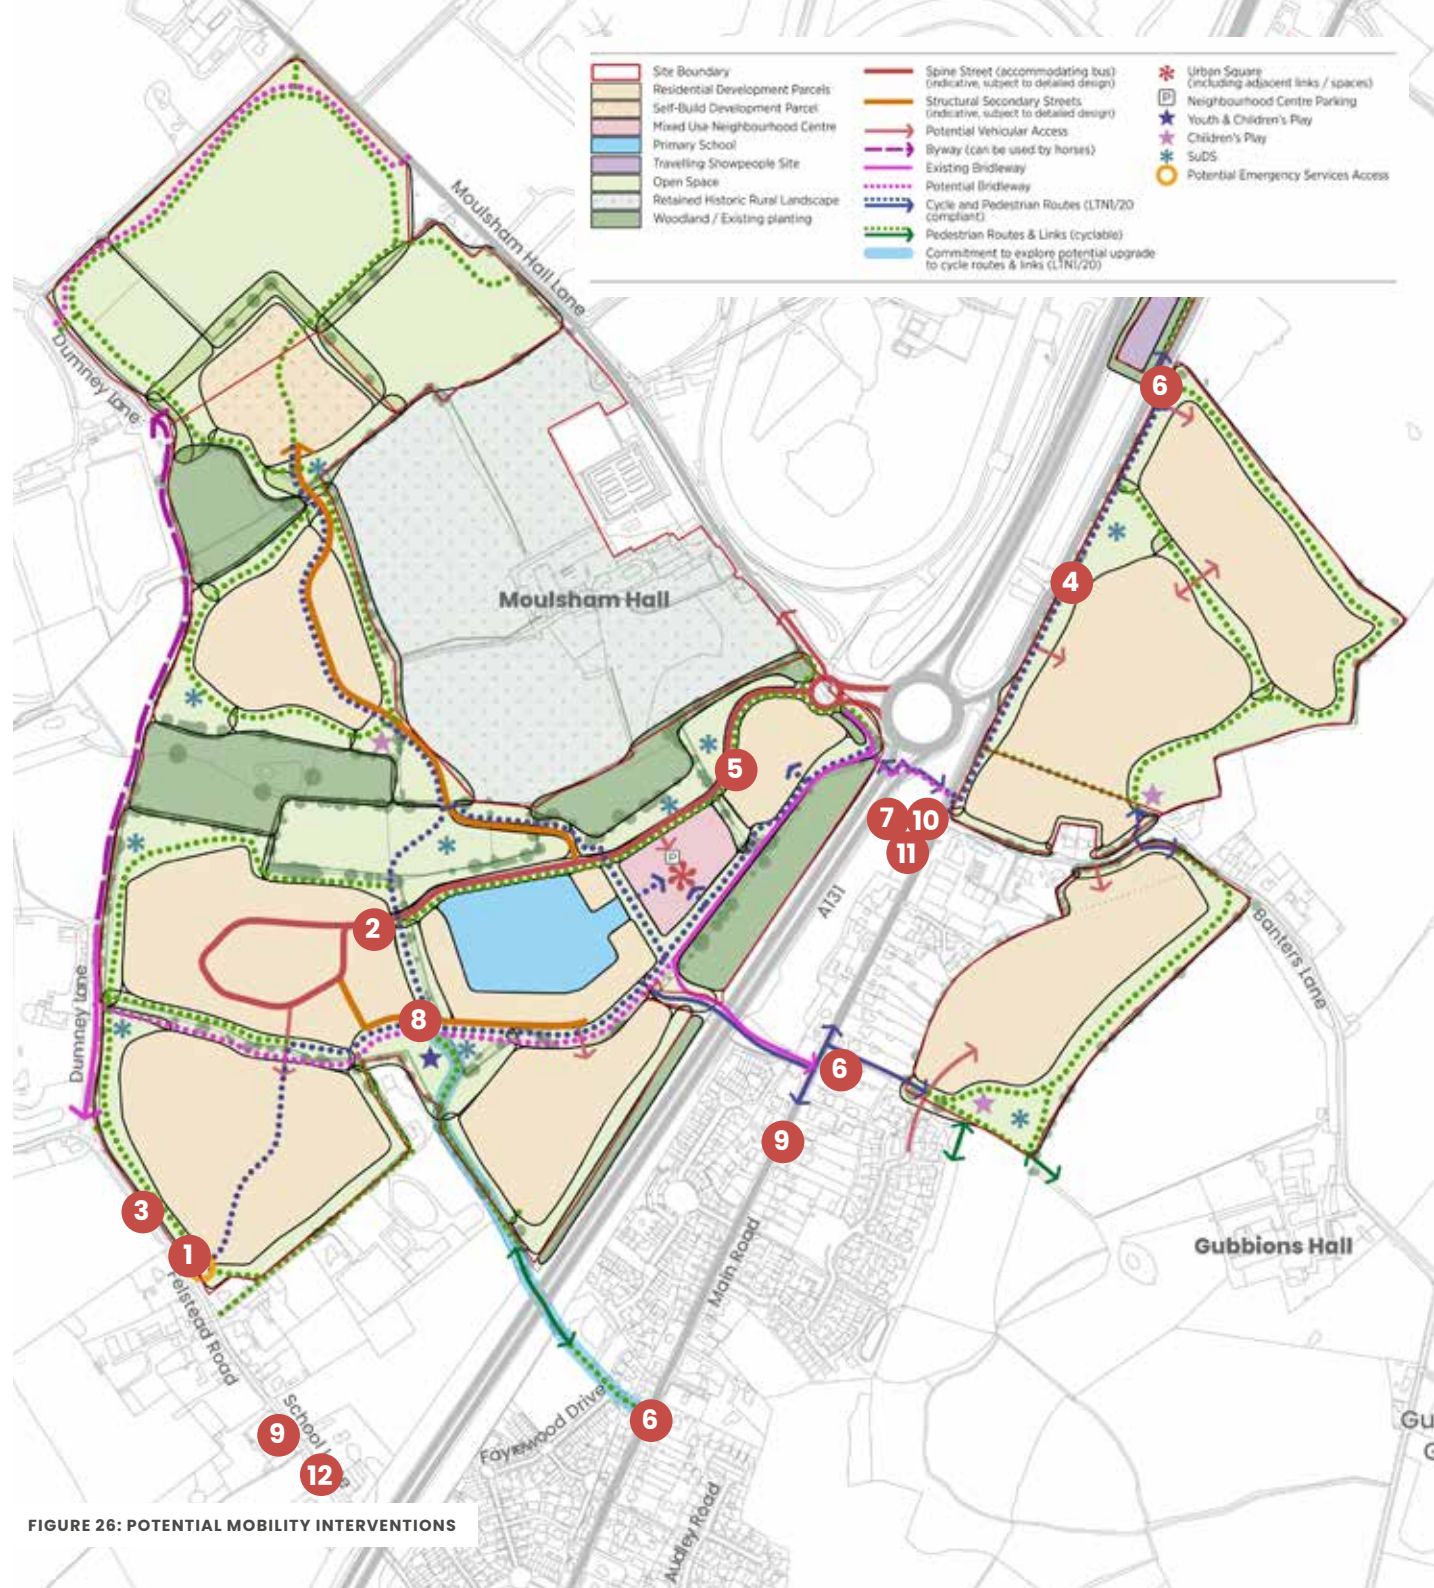 Site Boundary
Residential Development Parcels
Self-Build Development Parcel
Mixed Use Neighbourhood Centre
Primary School
Travelling Showpeople Site
Open Space
Retained Historic Rural Landscape
Woodland / Existing planting
Spine Street (accommodating bus)
(indicative, subject to detailed design)
Structural Secondary Streets
(indicative, subject to detailed design)
Potential Vehicular Access
Byway (can be used by horses)
Existing Bridleway
Potential Bridleway
Cycle and Pedestrian Routes (LTN1/20
compliant)
Pedestrian Routes & Links (cyclable)
Commitment to explore potential upgrade
to cycle routes & links (LTN1/20)
Urban Square
(including adjacent links / spaces)
P
Neighbourhood Centre Parking
Youth & Children's Play
Children's Play
SuDS
Potential Emergency Services Access
Moulsham Hall Lane
Dumney Lane
6
4
Moulsham Hall
5
7 10
11
P
A131
2
Banters Lane
Dumney Lane
8
6
9
3
1
Gubbions Hall
Main Road
Felstead Road
School
9
12
6
Drive
Audley Road
Gu
G
FIGURE 26: POTENTIAL MOBILITY INTERVENTIONS